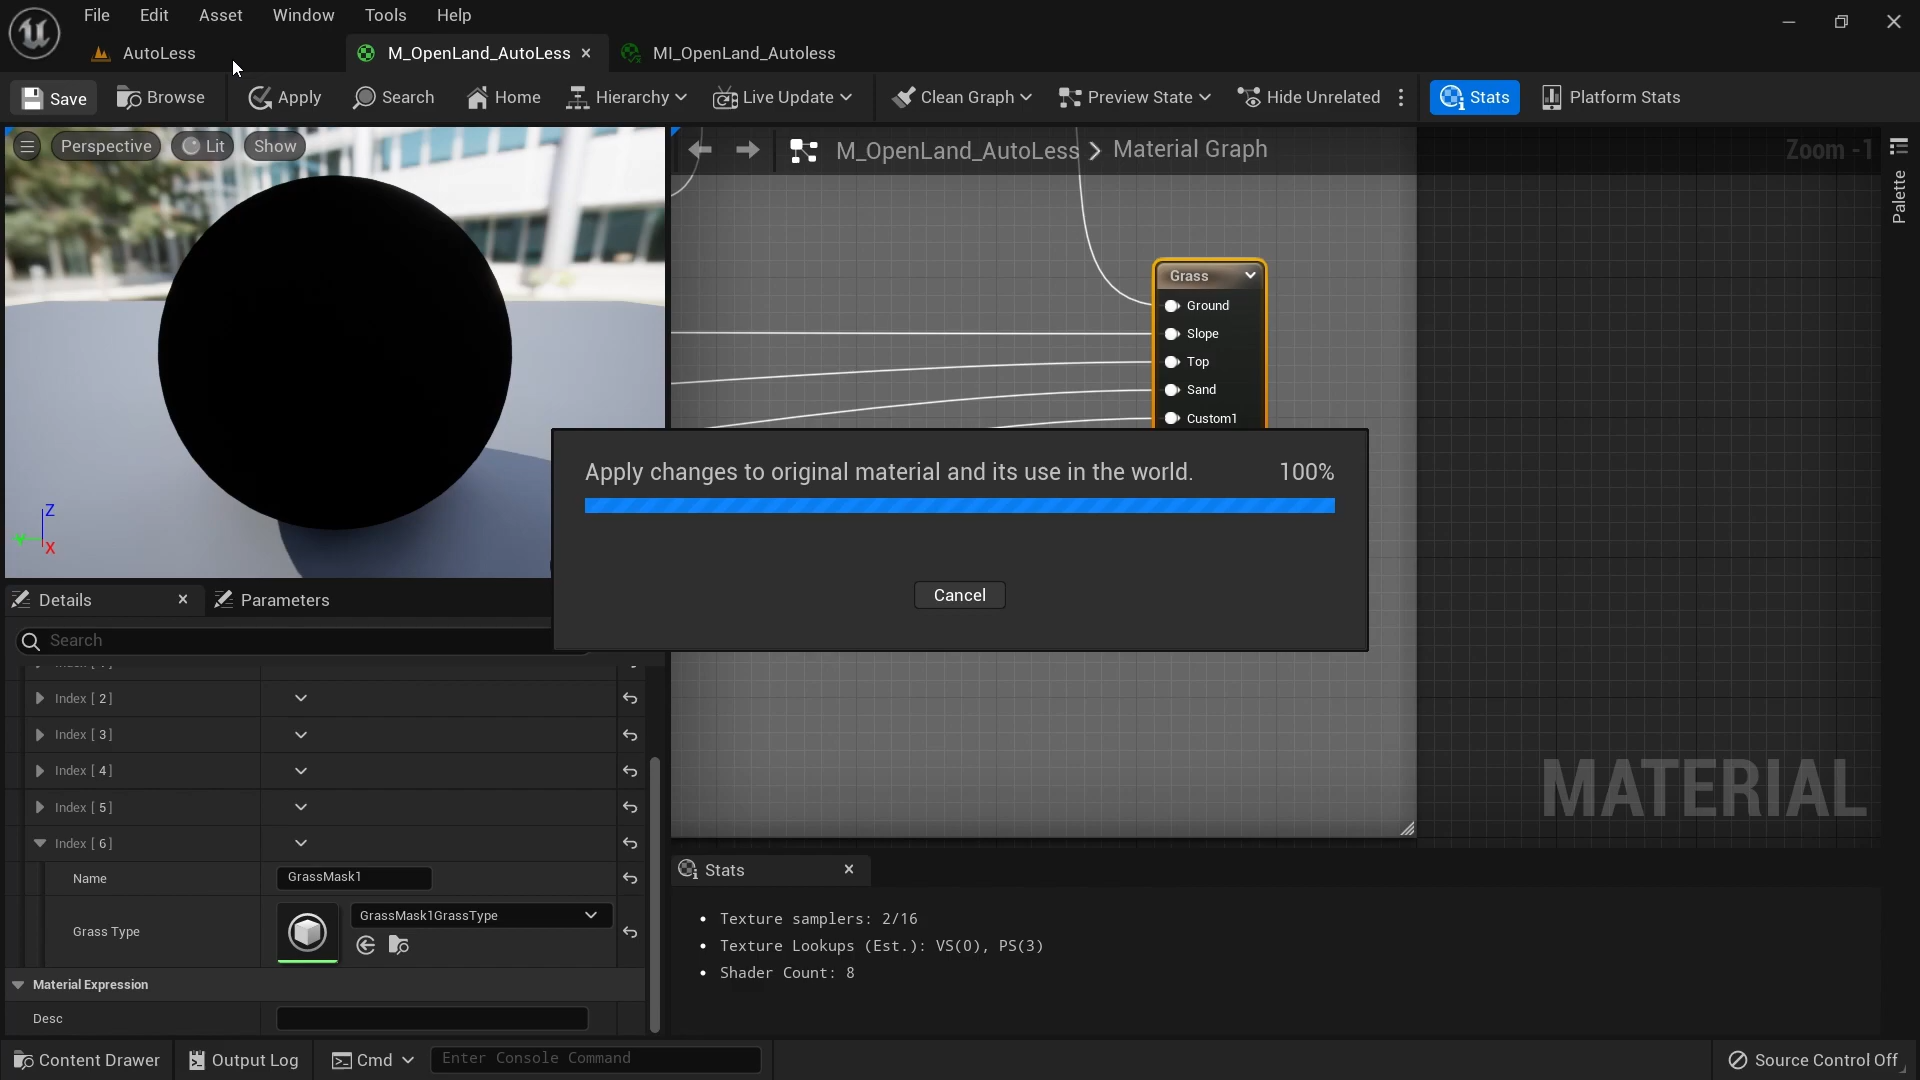 File Edit Asset Window Tools Help
AutoLess M_OpenLand_AutoLess MI_OpenLand_Autoless
Save Browse Apply Search Home Hierarchy Live Update Clean Graph Preview State Hide Unrelated Stats Platform Stats
Perspective Lit Show
M_OpenLand_AutoLess > Material Graph
Zoom -1
Palette
Grass
Ground
Slope
Top
Sand
Custom1
Apply changes to original material and its use in the world. 100%
Cancel
Z
X
Details Parameters
Search
Index [ 2 ]
Index [ 3 ]
Index [ 4 ]
Index [ 5 ]
Index [ 6 ]
Name GrassMask1
Grass Type GrassMask1GrassType
Material Expression
Desc
MATERIAL
Stats
• Texture samplers: 2/16
• Texture Lookups (Est.): VS(0), PS(3)
• Shader Count: 8
Content Drawer Output Log Cmd Enter Console Command Source Control Off